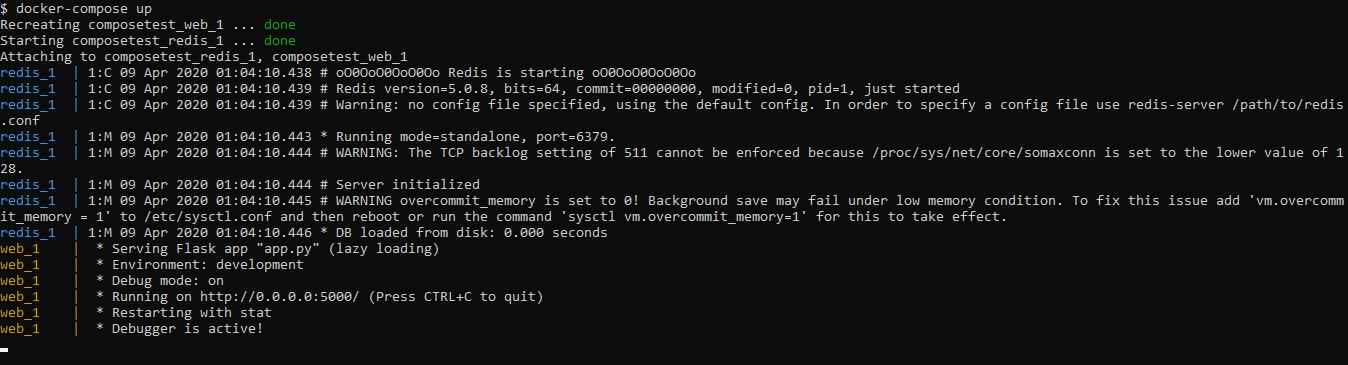 $ docker-compose up
Recreating composetest_web_1 ... done
Starting composetest_redis_1 ... done
Attaching to composetest_redis_1, composetest_web_1
redis_1  | 1:C 09 Apr 2020 01:04:10.438 # oO0OoO0OoO0Oo Redis is starting oO0OoO0OoO0Oo
redis_1  | 1:C 09 Apr 2020 01:04:10.439 # Redis version=5.0.8, bits=64, commit=00000000, modified=0, pid=1, just started
redis_1  | 1:C 09 Apr 2020 01:04:10.439 # Warning: no config file specified, using the default config. In order to specify a config file use redis-server /path/to/redis
.conf
redis_1  | 1:M 09 Apr 2020 01:04:10.443 * Running mode=standalone, port=6379.
redis_1  | 1:M 09 Apr 2020 01:04:10.444 # WARNING: The TCP backlog setting of 511 cannot be enforced because /proc/sys/net/core/somaxconn is set to the lower value of 1
28.
redis_1  | 1:M 09 Apr 2020 01:04:10.444 # Server initialized
redis_1  | 1:M 09 Apr 2020 01:04:10.445 # WARNING overcommit_memory is set to 0! Background save may fail under low memory condition. To fix this issue add 'vm.overcomm
it_memory = 1' to /etc/sysctl.conf and then reboot or run the command 'sysctl vm.overcommit_memory=1' for this to take effect.
redis_1  | 1:M 09 Apr 2020 01:04:10.446 * DB loaded from disk: 0.000 seconds
web_1    |  * Serving Flask app "app.py" (lazy loading)
web_1    |  * Environment: development
web_1    |  * Debug mode: on
web_1    |  * Running on http://0.0.0.0:5000/ (Press CTRL+C to quit)
web_1    |  * Restarting with stat
web_1    |  * Debugger is active!